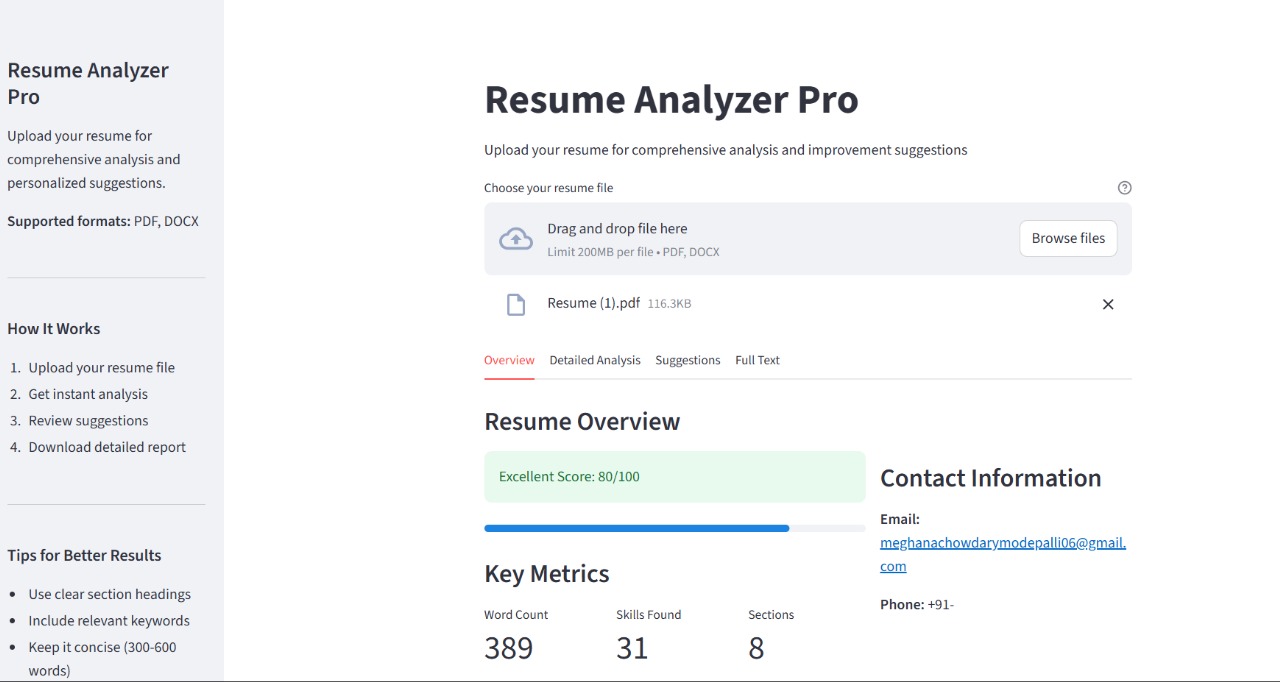 Resume Analyzer
Pro
Upload your resume for
comprehensive analysis and
personalized suggestions.
Supported formats: PDF, DOCX
How It Works
1. Upload your resume file
2. Get instant analysis
3. Review suggestions
4. Download detailed report
Tips for Better Results
• Use clear section headings
• Include relevant keywords
• Keep it concise (300-600
words)
Resume Analyzer Pro
Upload your resume for comprehensive analysis and improvement suggestions
Choose your resume file
Drag and drop file here
Limit 200MB per file • PDF, DOCX
Browse files
Resume (1).pdf 116.3KB
Overview Detailed Analysis Suggestions Full Text
Resume Overview
Excellent Score: 80/100
Key Metrics
Word Count Skills Found Sections
389 31 8
Contact Information
Email:
meghanachowdarymodepalli06@gmail.
com
Phone: +91-